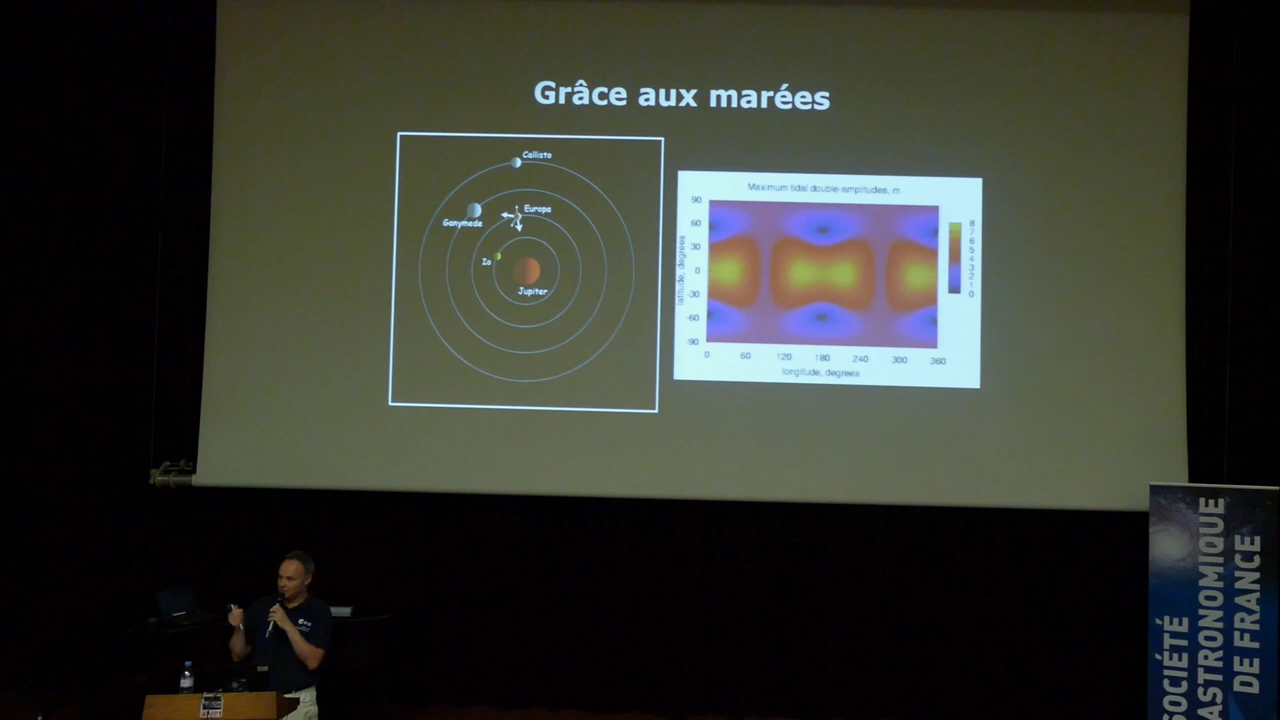 Grâce aux marées
Callisto
Europa
Ganymede
Io
Jupiter
Maximum tidal double-amplitudes, m
90
60
30
0
-30
-60
-90
latitude, degrees
0 60 120 180 240 300 360
longitude, degrees
8
7
6
5
4
3
2
1
0
SOCIÉTÉ
ASTRONOMIQUE
DE FRANCE